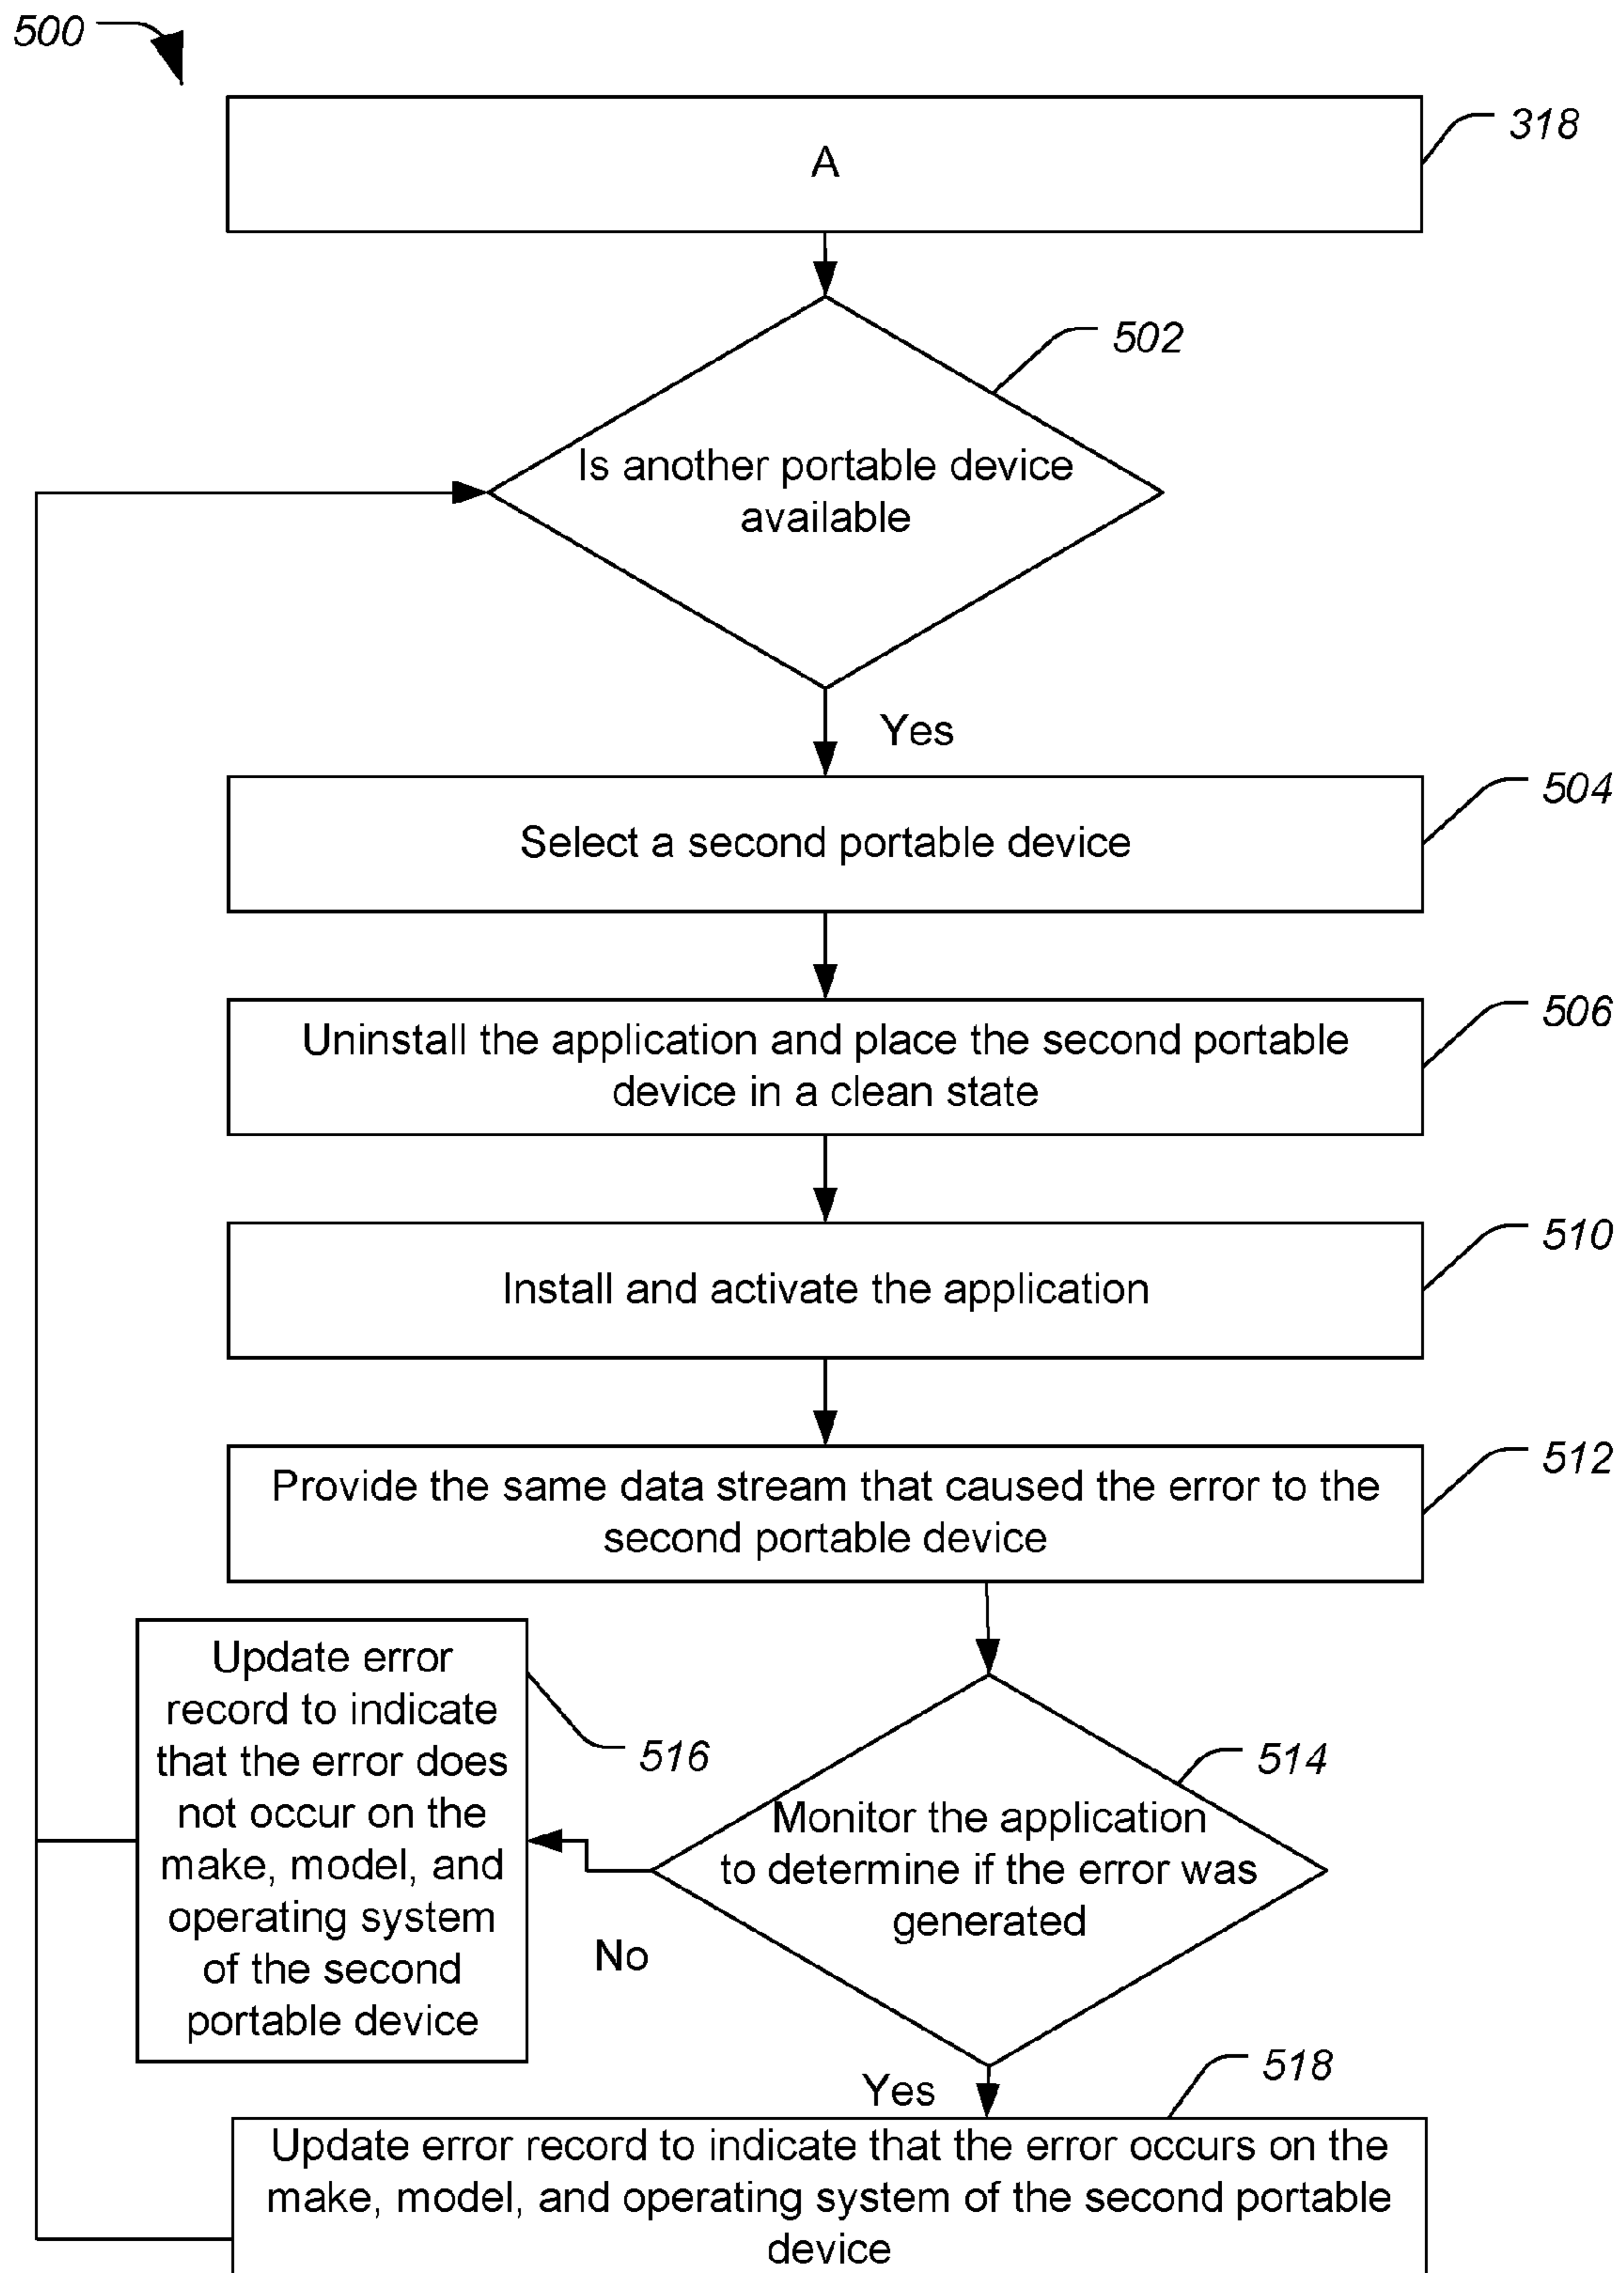 500
A
318
502
Is another portable device
available
Yes
Select a second portable device
504
Uninstall the application and place the second portable
device in a clean state
506
Install and activate the application
510
Provide the same data stream that caused the error to the
second portable device
512
Update error
record to indicate
that the error does
not occur on the
make, model, and
operating system
of the second
portable device
516
514
Monitor the application
to determine if the error was
generated
No
Yes
518
Update error record to indicate that the error occurs on the
make, model, and operating system of the second portable
device